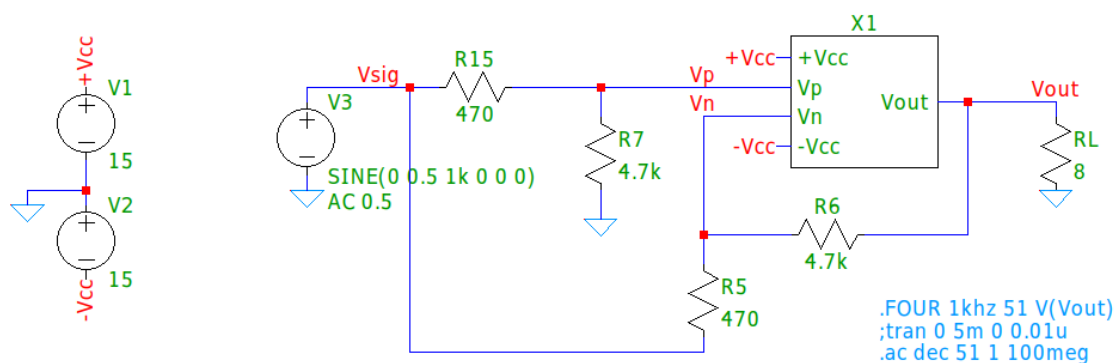 +Vcc
V1
15
V2
15
-Vcc
Vsig
V3
SINE(0 0.5 1k 0 0 0)
AC 0.5
R15
470
R7
4.7k
Vp
Vn
X1
+Vcc
+Vcc
Vp
Vn
-Vcc
-Vcc
Vout
Vout
RL
8
R6
4.7k
R5
470
.FOUR 1khz 51 V(Vout)
;tran 0 5m 0 0.01u
.ac dec 51 1 100meg
+
−
+
−
+
−